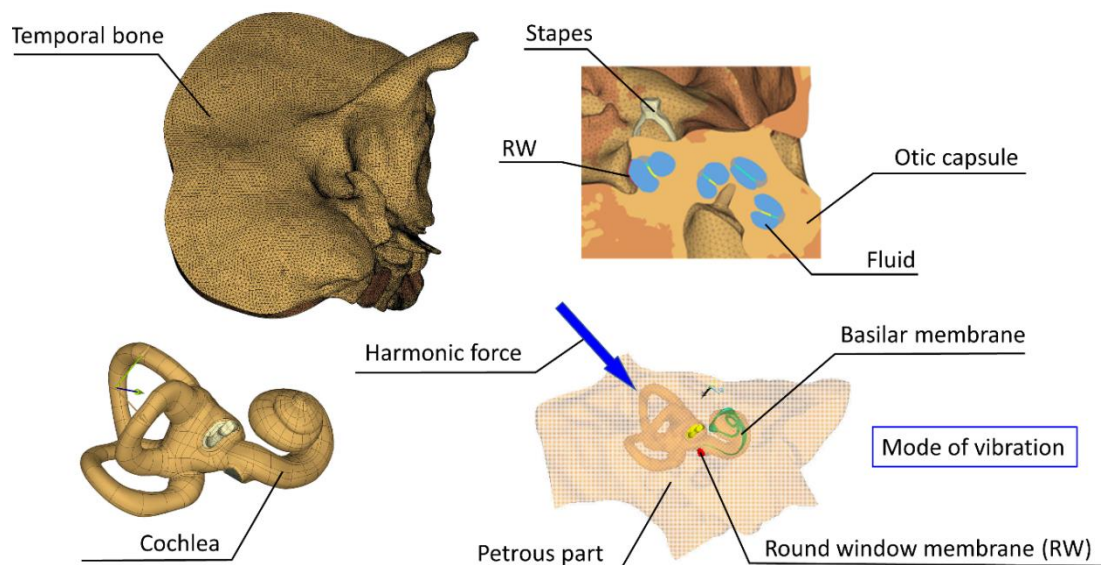 Temporal bone
Stapes
RW
Otic capsule
Fluid
Harmonic force
Basilar membrane
Mode of vibration
Cochlea
Petrous part
Round window membrane (RW)